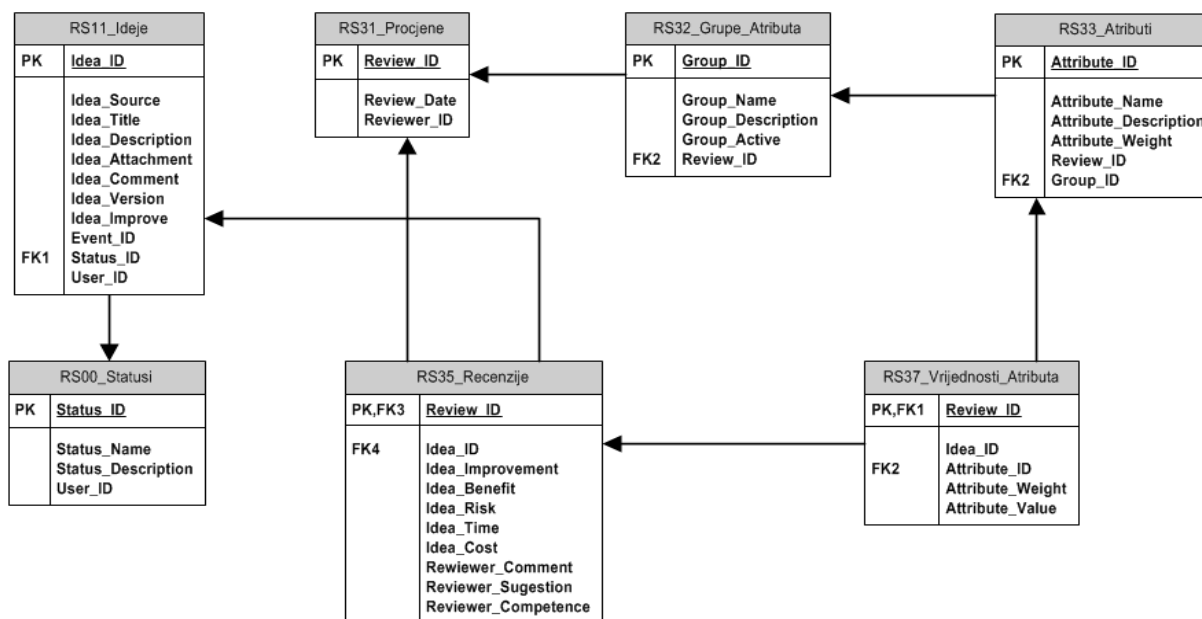 RS11_Ideje
PK Idea_ID
Idea_Source
Idea_Title
Idea_Description
Idea_Attachment
Idea_Comment
Idea_Version
Idea_Improve
Event_ID
FK1 Status_ID
User_ID
RS31_Procjene
PK Review_ID
Review_Date
Reviewer_ID
RS32_Grupe_Atributa
PK Group_ID
Group_Name
Group_Description
Group_Active
FK2 Review_ID
RS33_Atributi
PK Attribute_ID
Attribute_Name
Attribute_Description
Attribute_Weight
Review_ID
FK2 Group_ID
RS00_Statusi
PK Status_ID
Status_Name
Status_Description
User_ID
RS35_Recenzije
PK,FK3 Review_ID
FK4 Idea_ID
Idea_Improvement
Idea_Benefit
Idea_Risk
Idea_Time
Idea_Cost
Rewiewer_Comment
Reviewer_Sugestion
Reviewer_Competence
RS37_Vrijednosti_Atributa
PK,FK1 Review_ID
Idea_ID
FK2 Attribute_ID
Attribute_Weight
Attribute_Value